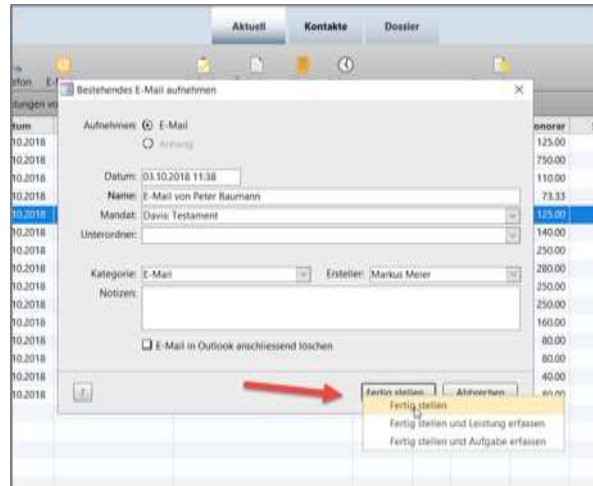 Aktuell Kontakte Dossier
Bestehendes E-Mail aufnehmen
Aufnehmen: E-Mail
Anhang
Datum: 03.10.2018 11:38
Name: E-Mail von Peter Baumann
Mandat: Davis: Testament
Unterordner:
Kategorie: E-Mail Ersteller: Markus Meier
Notizen:
E-Mail in Outlook anschliessend löschen
? Fertig stellen Abbrechen
Fertig stellen
Fertig stellen und Leistung erfassen
Fertig stellen und Aufgabe erfassen
tum onorar
10.2018 125.00
10.2018 750.00
10.2018 110.00
10.2018 73.33
10.2018 125.00
10.2018 140.00
10.2018 250.00
10.2018 280.00
10.2018 250.00
10.2018 250.00
10.2018 160.00
10.2018 80.00
10.2018 80.00
10.2018 40.00
10.2018